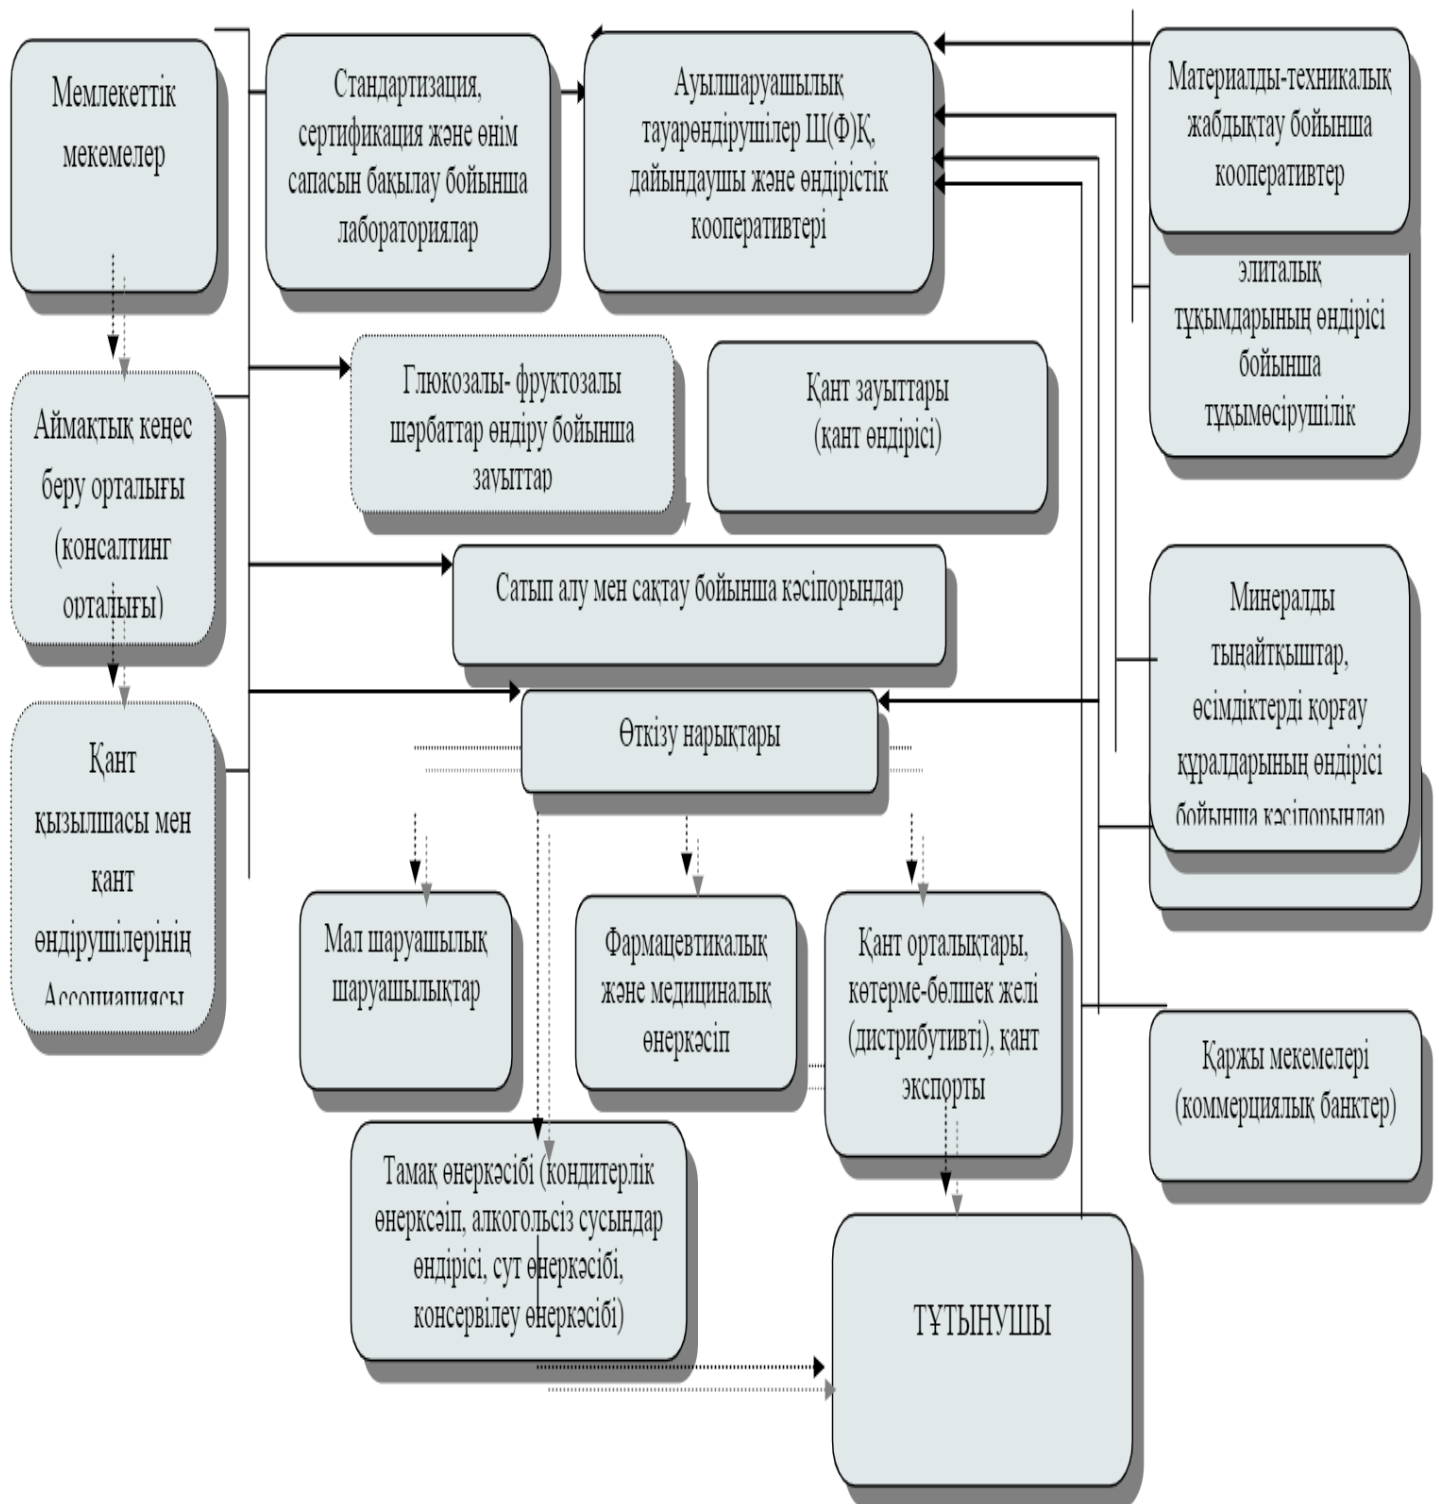 Мемлекеттік
мекемелер
Стандартизация,
сертификация және өнім
сапасын бақылау бойынша
лабораториялар
Ауылшаруашылық
тауарөндірушілер Ш(Ф)Қ,
дайындаушы және өндірістік
кооперативтері
Материалды-техникалық
жабдықтау бойынша
кооперативтер
элиталық
тұқымдарының өндірісі
бойынша
тұқымөсірушілік
Аймақтық кеңес
беру орталығы
(консалтинг
орталығы)
Глюкозалы- фруктозалы
шәрбаттар өндіру бойынша
зауыттар
Қант зауыттары
(қант өндірісі)
Сатып алу мен сақтау бойынша кәсіпорындар
Өткізу нарықтары
Минералды
тыңайтқыштар,
өсімдіктерді қорғау
құралдарының өндірісі
бойынша кәсіпорындар
Қант
қызылшасы мен
қант
өндірушілерінің
Ассоциациясы
Мал шаруашылық
шаруашылықтар
Фармацевтикалық
және медициналық
өнеркәсіп
Қант орталықтары,
көтерме-бөлшек желі
(дистрибутивті), қант
экспорты
Қаржы мекемелері
(коммерциялық банктер)
Тамақ өнеркәсібі (кондитерлік
өнерксәіп, алкогольсіз сусындар
өндірісі, сут өнеркәсібі,
консервілеу өнеркәсібі)
ТҰТЫНУШЫ